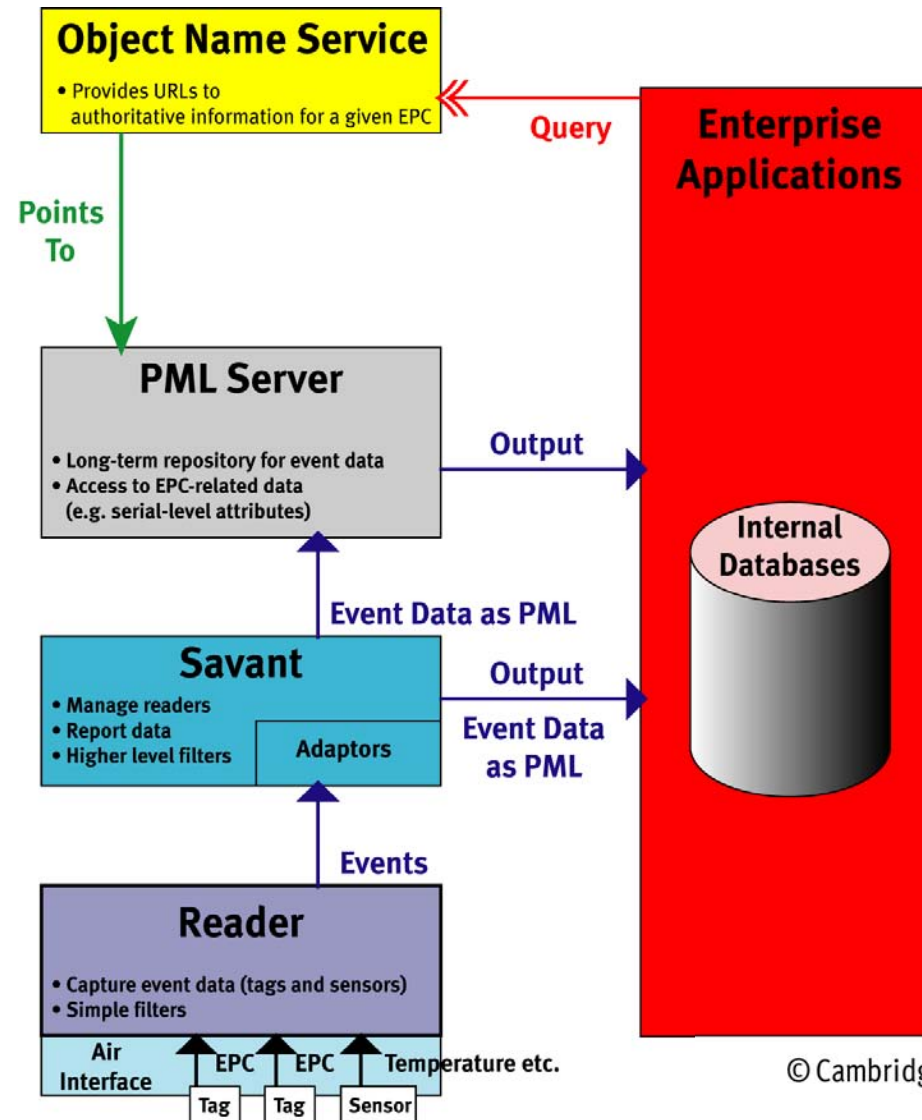 Object Name Service
• Provides URLs to
authoritative information for a given EPC
Query
Enterprise
Applications
Points
To
PML Server
• Long-term repository for event data
• Access to EPC-related data
(e.g. serial-level attributes)
Output
Internal
Databases
Event Data as PML
Savant
• Manage readers
• Report data
• Higher level filters
Adaptors
Output
Event Data
as PML
Events
Reader
• Capture event data (tags and sensors)
• Simple filters
Air
Interface
EPC
EPC
Temperature etc.
Tag
Tag
Sensor
© Cambridg